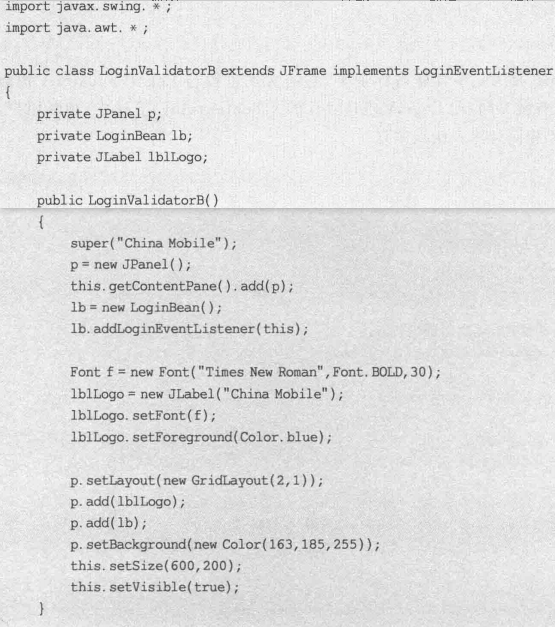 import javax.swing. * ;
import java.awt. * ;
public class LoginValidatorB extends JFrame implements LoginEventListener
{
private JPanel p;
private LoginBean lb;
private JLabel lblLogo;
public LoginValidatorB()
{
super("China Mobile");
p = new JPanel();
this.getContentPane().add(p);
lb = new LoginBean();
lb.addLoginEventListener(this);
Font f = new Font("Times New Roman",Font.BOLD,30);
lblLogo = new JLabel("China Mobile");
lblLogo.setFont(f);
lblLogo.setForeground(Color.blue);
p.setLayout(new GridLayout(2,1));
p.add(lblLogo);
p.add(lb);
p.setBackground(new Color(163,185,255));
this.setSize(600,200);
this.setVisible(true);
}